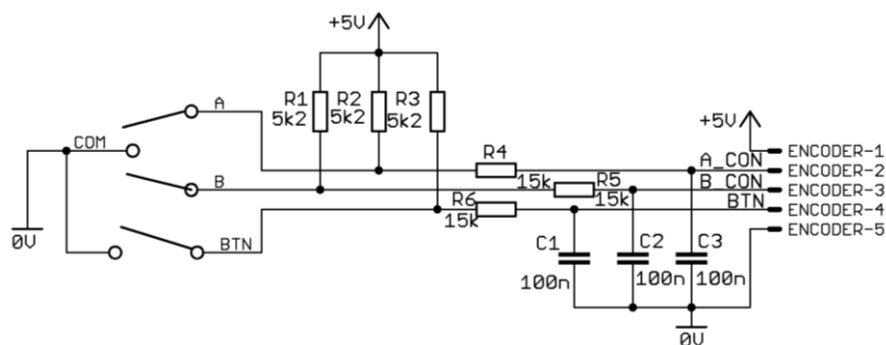 +5V
R1 R2 R3
5k2 5k2 5k2
A
COM
B
BTN
0V
R4
15k
R5
15k
R6
15k
C1 C2 C3
100n 100n 100n
0V
+5V
ENCODER-1
A_CON ENCODER-2
B_CON ENCODER-3
BTN ENCODER-4
ENCODER-5